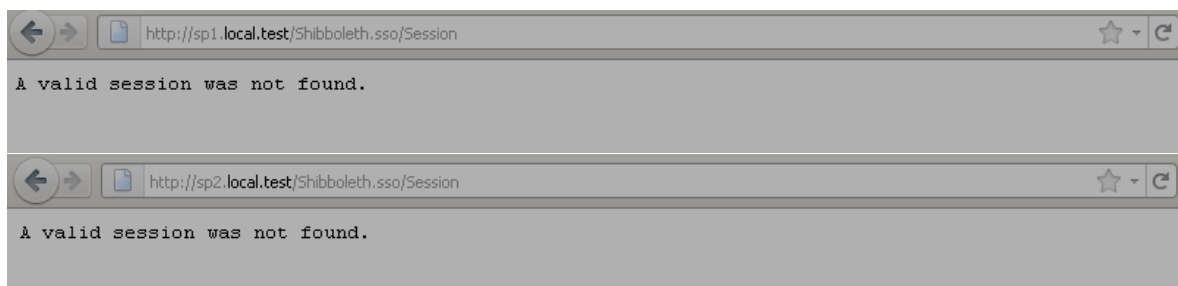 http://sp1.local.test/Shibboleth.sso/Session
A valid session was not found.
http://sp2.local.test/Shibboleth.sso/Session
A valid session was not found.